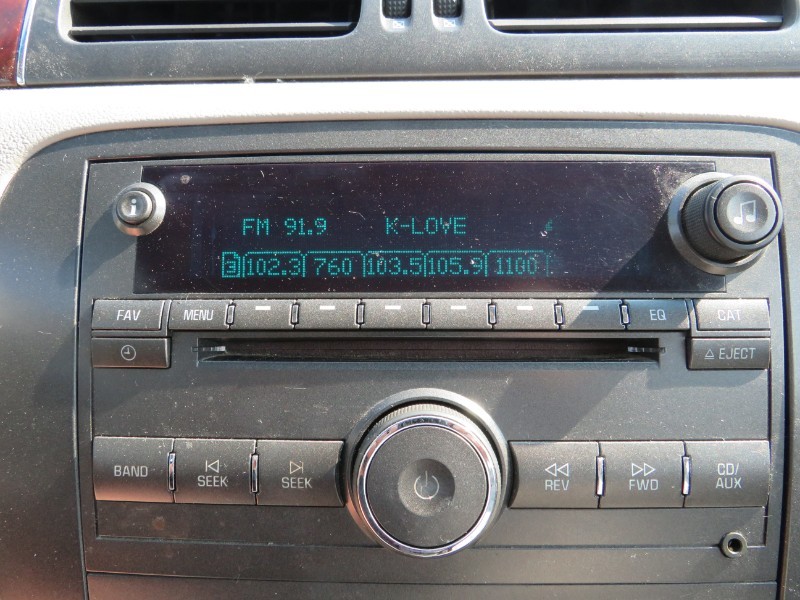 i
FM 91.9 K-LOVE
3 102.3 760 103.5 105.9 1100
FAV MENU EQ CAT
EJECT
BAND SEEK SEEK REV FWD CD/
AUX